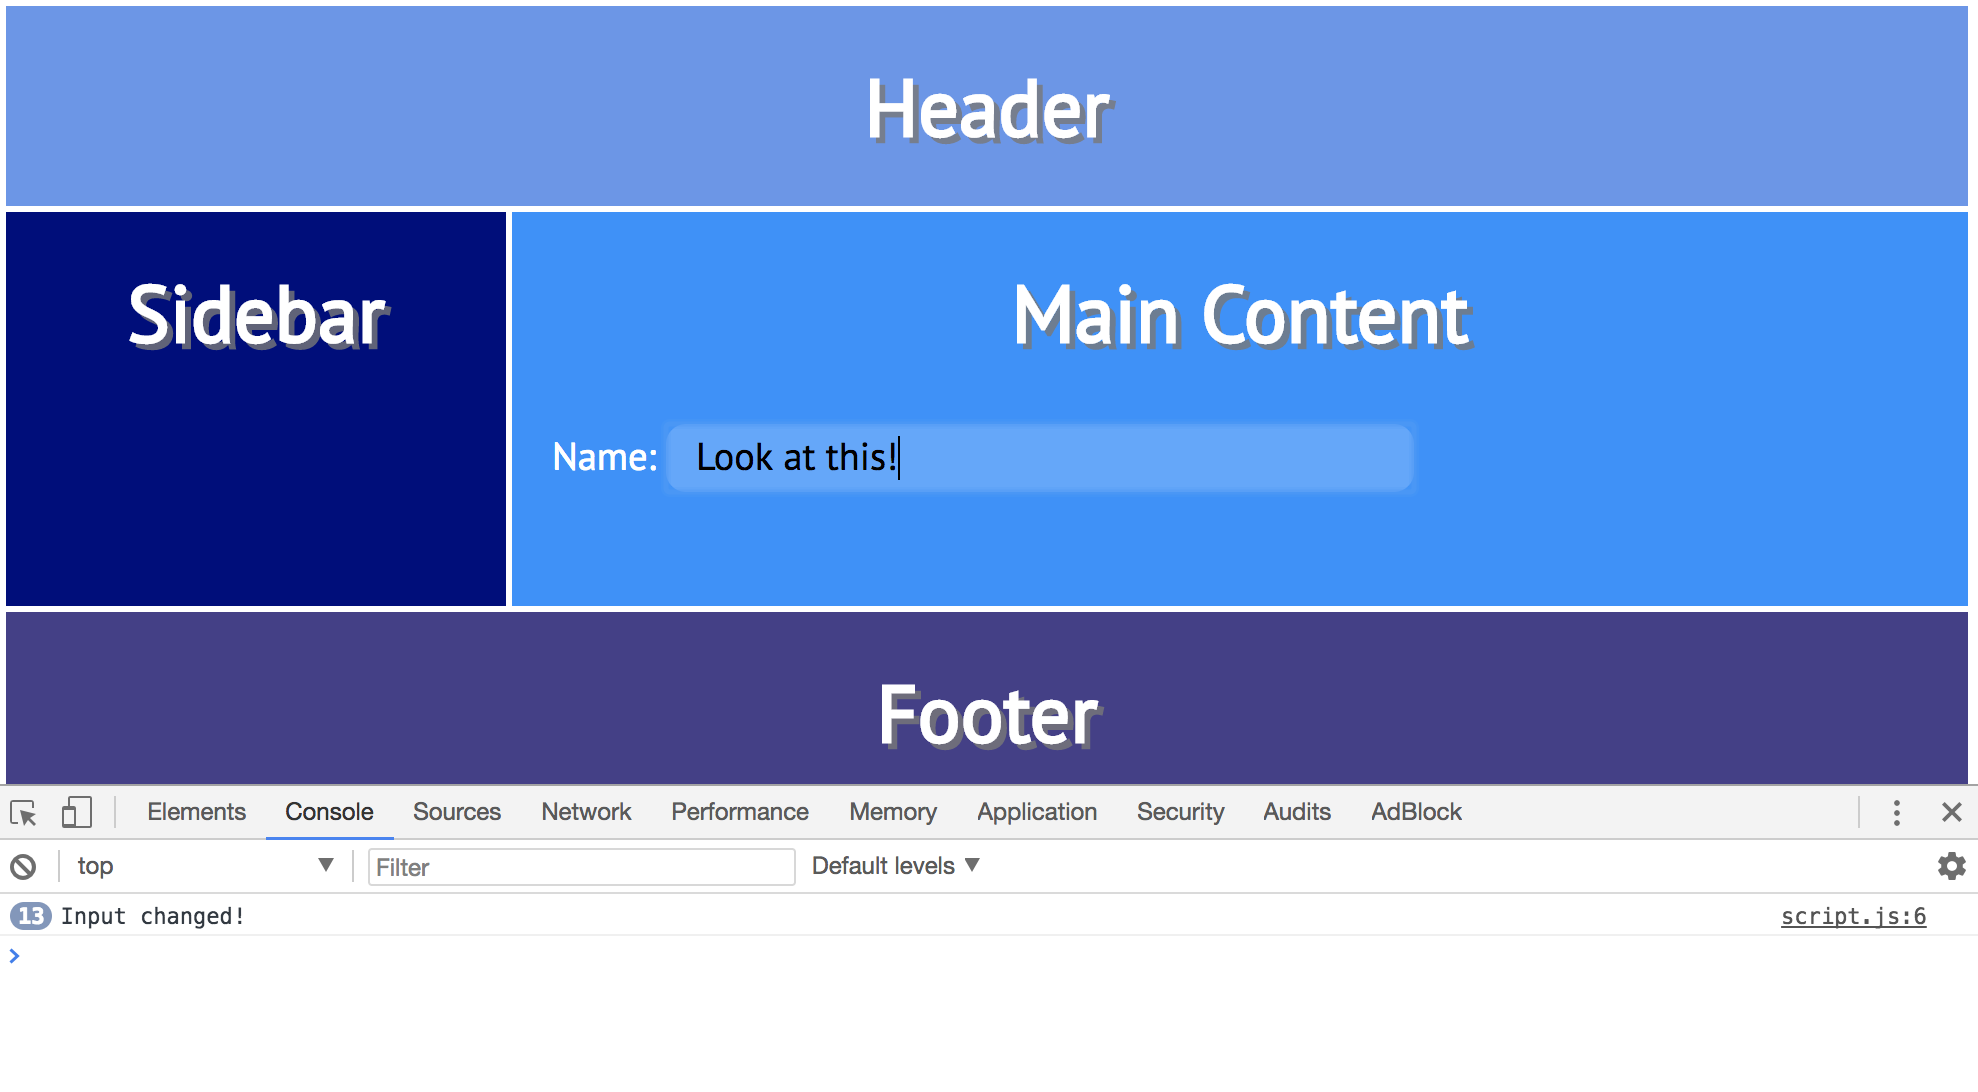 Header
Sidebar
Main Content
Name: Look at this!
Footer
Elements Console Sources Network Performance Memory Application Security Audits AdBlock
top Filter Default levels
13 Input changed! script.js:6